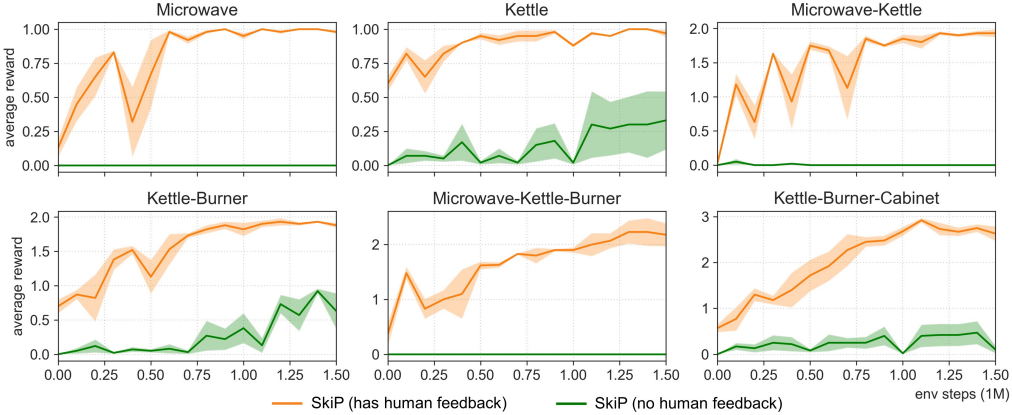 Microwave
Kettle
Microwave-Kettle
average reward
1.00
0.75
0.50
0.25
0.00
1.00
0.75
0.50
0.25
0.00
2.0
1.5
1.0
0.5
0.0
Kettle-Burner
Microwave-Kettle-Burner
Kettle-Burner-Cabinet
average reward
2.0
1.5
1.0
0.5
0.0
2
1
0
3
2
1
0
0.00 0.25 0.50 0.75 1.00 1.25 1.50
0.00 0.25 0.50 0.75 1.00 1.25 1.50
0.00 0.25 0.50 0.75 1.00 1.25 1.50
env steps (1M)
SkiP (has human feedback)
SkiP (no human feedback)